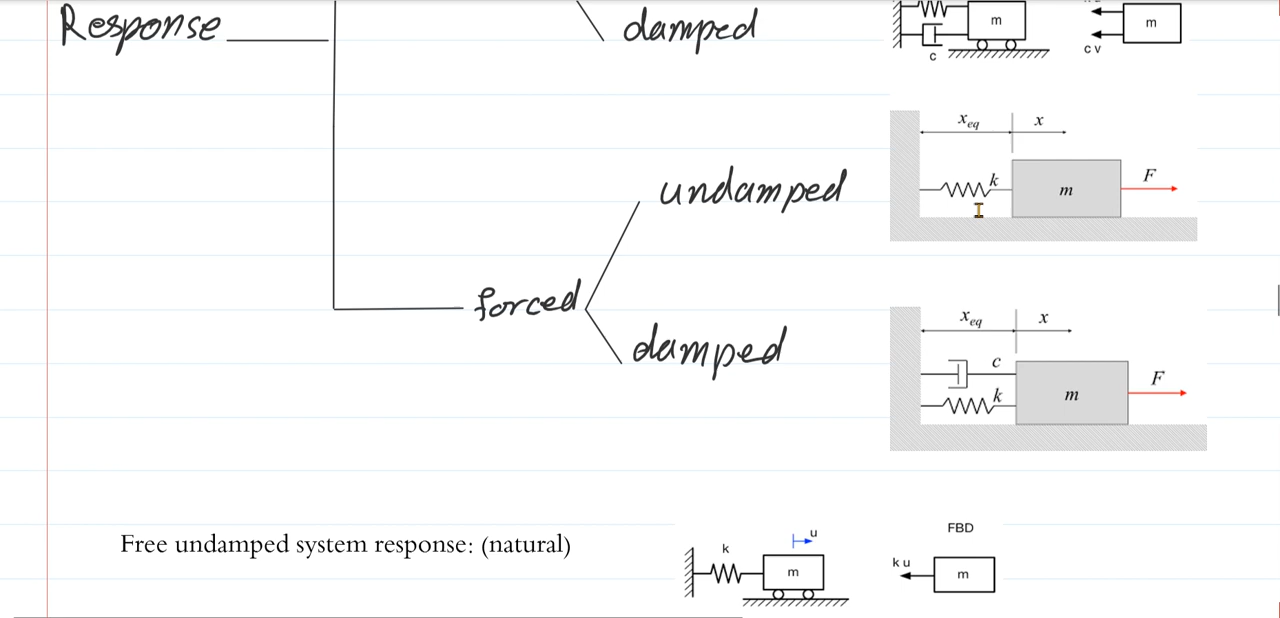 Response
damped
m
m
c
c v
x_eq x
undamped
k
m
F
forced
x_eq x
damped
c
k
m
F
Free undamped system response: (natural)
u
k
m
FBD
k u
m